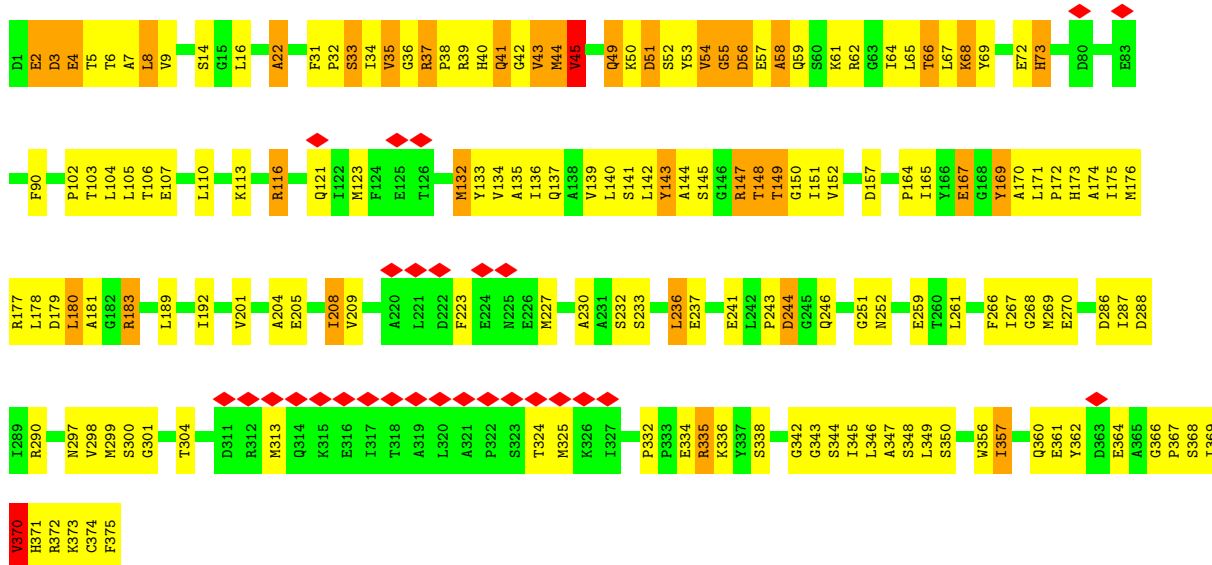 D1 E2 D3 E4 T5 T6 A7 L8 V9 S14 G15 L16 A22 F31 P32 S33 I34 V35 G36 R37 P38 R39 H40 Q41 G42 V43 M44 V45 Q49 K50 D51 S52 Y53 V54 G55 D56 E57 A58 Q59 S60 K61 R62 G63 I64 L65 T66 L67 K68 Y69 E72 H73 D80 E83
F90 P102 T103 L104 L105 T106 E107 L110 K113 R116 Q121 I122 M123 F124 E125 T126 M132 Y133 V134 A135 I136 Q137 A138 V139 L140 S141 L142 Y143 A144 S145 G146 R147 T148 T149 G150 I151 V152 D157 P164 I165 Y166 E167 G168 Y169 A170 L171 P172 H173 A174 I175 M176
R177 L178 D179 L180 A181 G182 R183 L189 I192 V201 A204 E205 I208 V209 A220 L221 D222 F223 E224 N225 E226 M227 A230 A231 S232 S233 L236 E237 E241 L242 P243 D244 G245 Q246 G251 N252 E259 T260 L261 F266 I267 G268 M269 E270 D286 I287 D288
I289 R290 N297 V298 M299 S300 G301 T304 D311 R312 M313 Q314 K315 E316 I317 T318 A319 L320 A321 P322 S323 T324 M325 K326 I327 P332 P333 E334 R335 K336 Y337 S338 G342 G343 S344 I345 L346 A347 S348 L349 S350 W356 I357 Q360 E361 Y362 D363 E364 A365 G366 P367 S368 I369
V370 H371 R372 K373 C374 F375